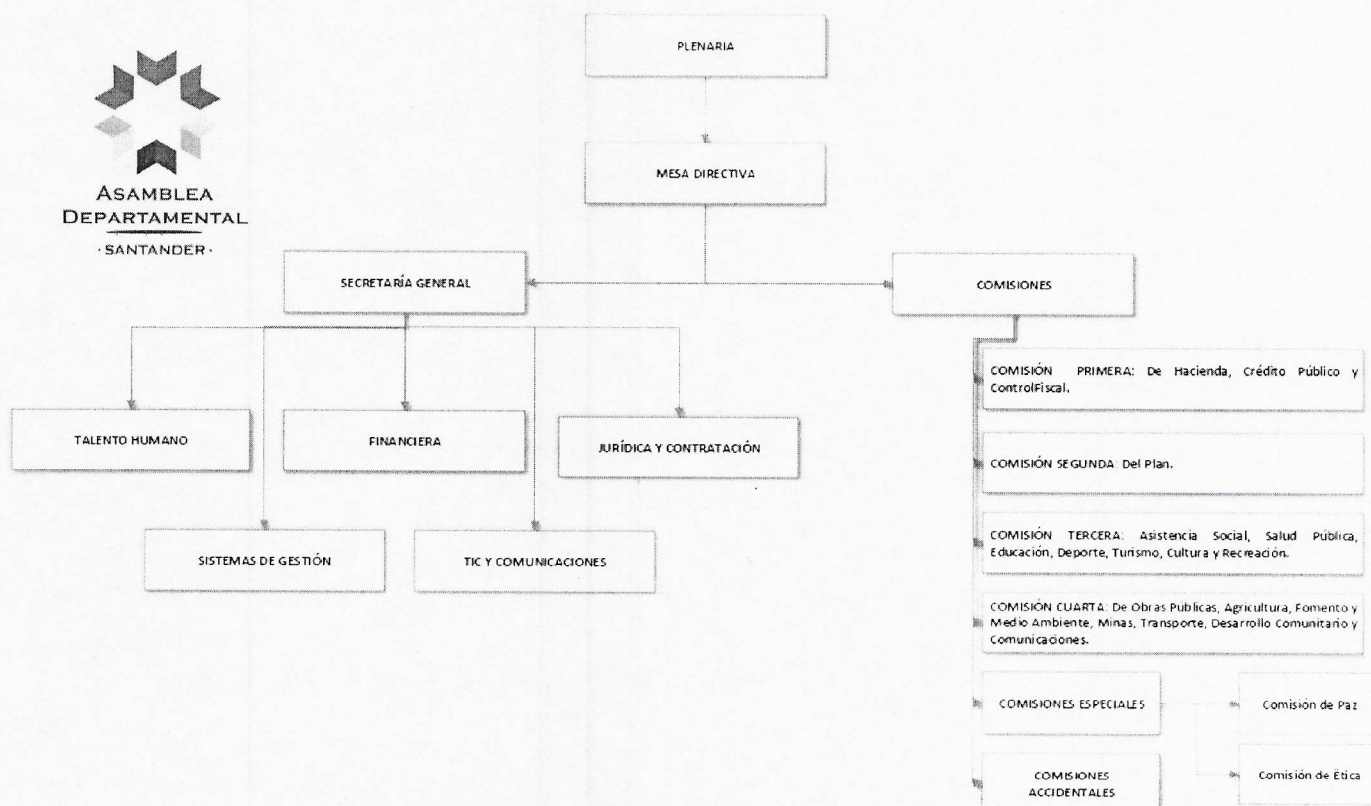 PLENARIA
MESA DIRECTIVA
ASAMBLEA
DEPARTAMENTAL
· SANTANDER ·
SECRETARÍA GENERAL
COMISIONES
COMISIÓN PRIMERA: De Hacienda, Crédito Público y
ControlFiscal.
TALENTO HUMANO
FINANCIERA
JURÍDICA Y CONTRATACIÓN
COMISIÓN SEGUNDA: Del Plan.
COMISIÓN TERCERA: Asistencia Social, Salud Pública,
Educación, Deporte, Turismo, Cultura y Recreación.
SISTEMAS DE GESTIÓN
TIC Y COMUNICACIONES
COMISIÓN CUARTA: De Obras Públicas, Agricultura, Fomento y
Medio Ambiente, Minas, Transporte, Desarrollo Comunitario y
Comunicaciones.
COMISIONES ESPECIALES
Comisión de Paz
COMISIONES
ACCIDENTALES
Comisión de Ética